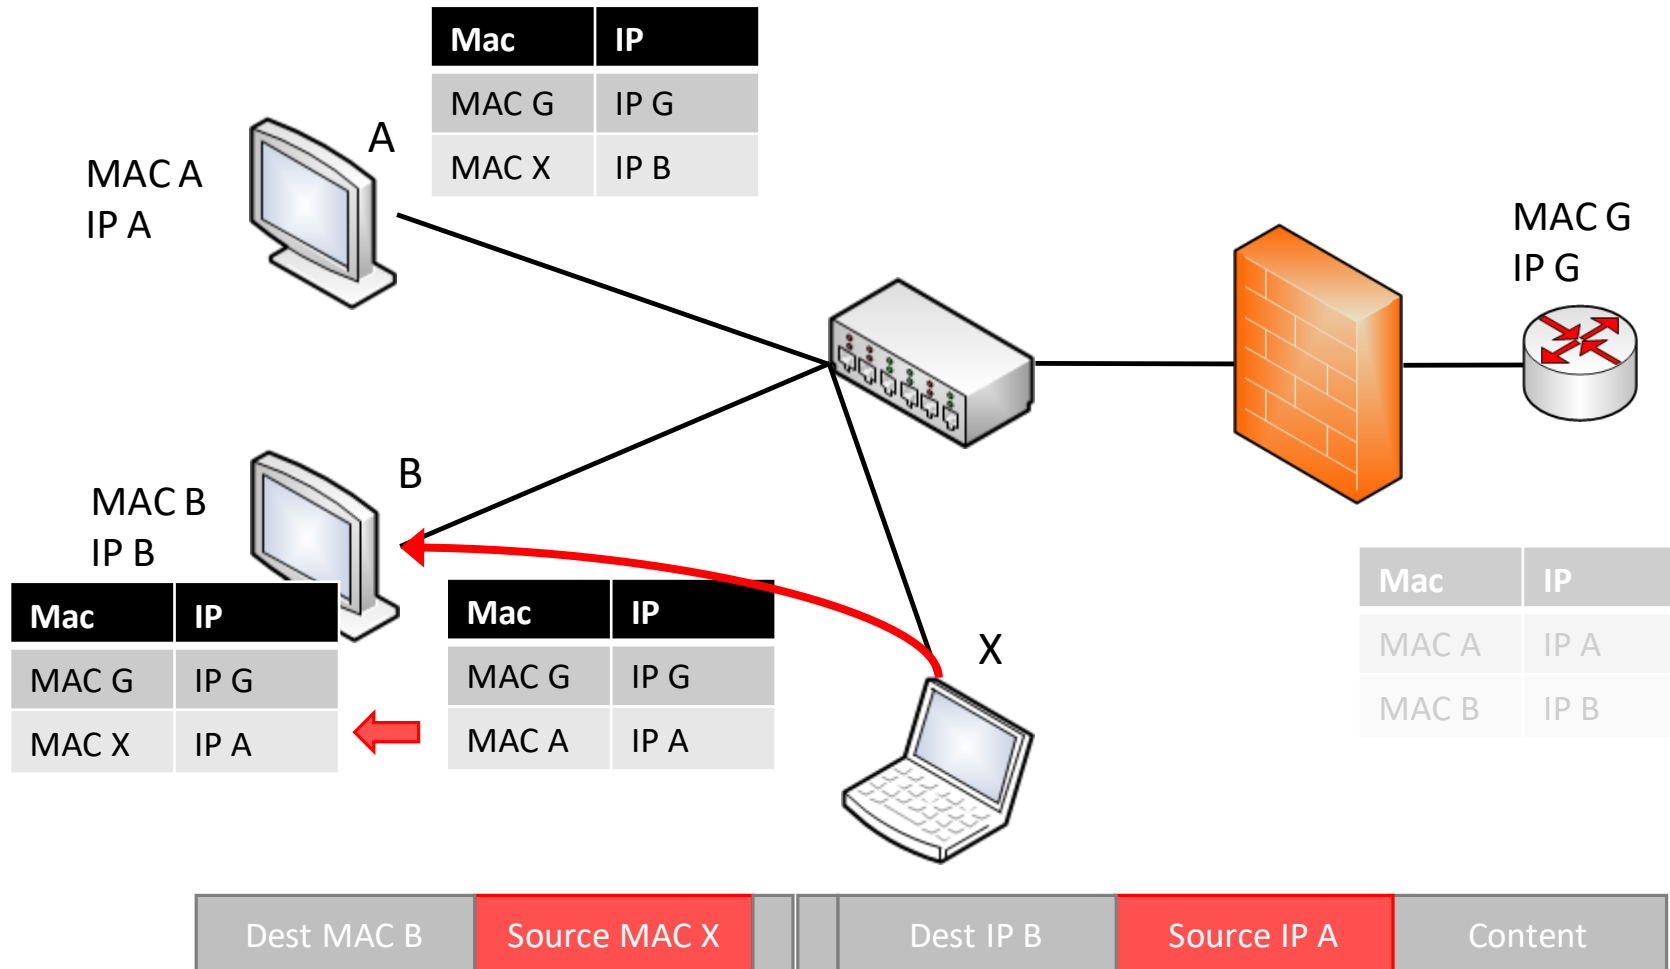 Mac IP
MAC G IP G
MAC X IP B
A
MAC A
IP A
MAC G
IP G
B
MAC B
IP B
Mac IP
MAC G IP G
MAC X IP A
Mac IP
MAC G IP G
MAC A IP A
X
Mac IP
MAC A IP A
MAC B IP B
Dest MAC B Source MAC X Dest IP B Source IP A Content